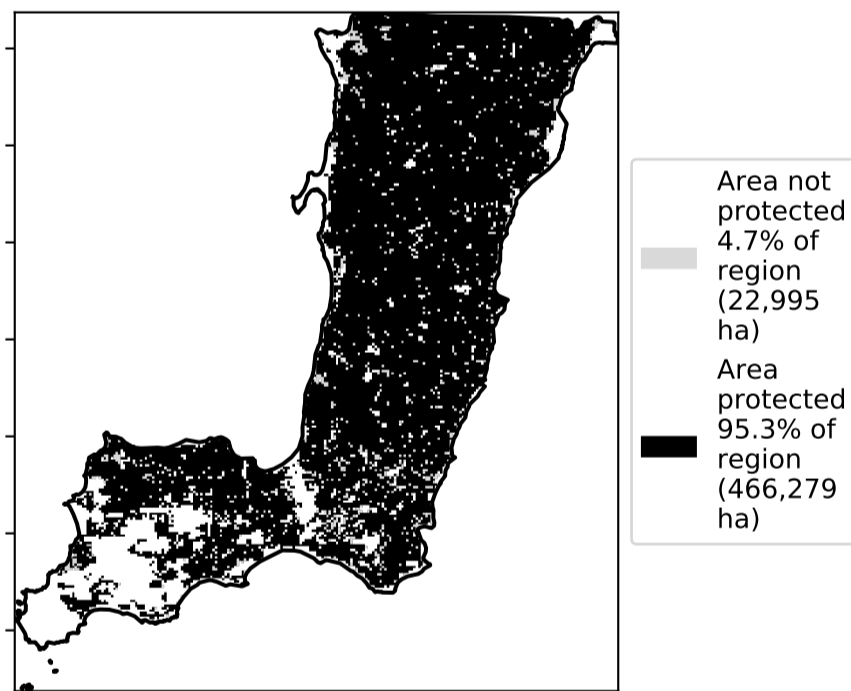 Area not
protected
4.7% of
region
(22,995
ha)
Area
protected
95.3% of
region
(466,279
ha)